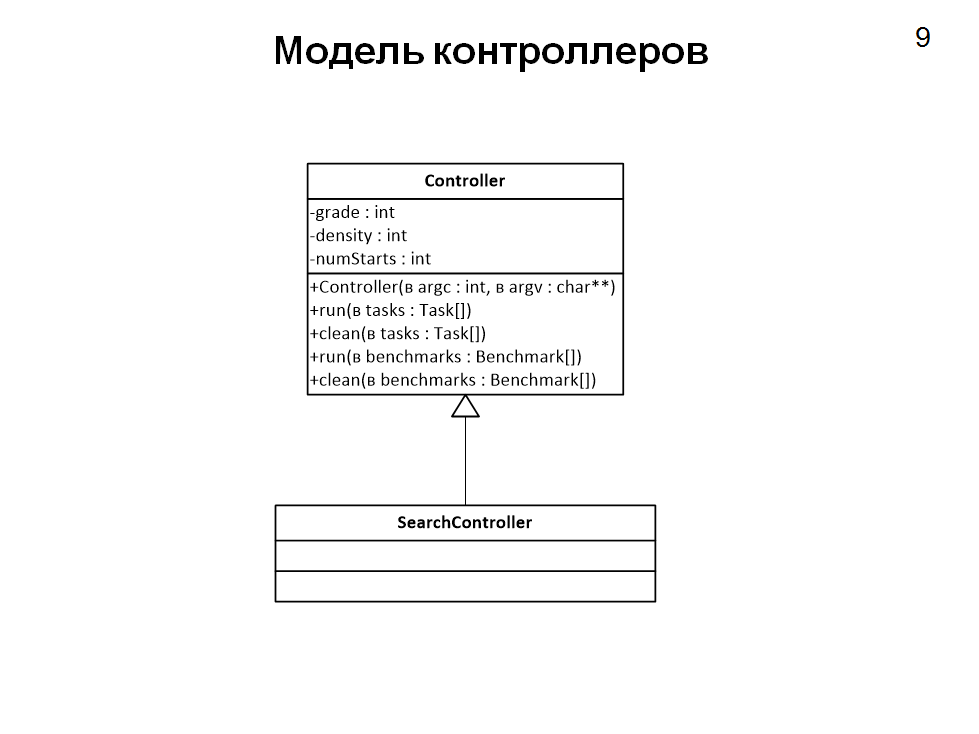 Модель контроллеров
9
Controller
-grade : int
-density : int
-numStarts : int
+Controller(в argc : int, в argv : char**)
+run(в tasks : Task[])
+clean(в tasks : Task[])
+run(в benchmarks : Benchmark[])
+clean(в benchmarks : Benchmark[])
SearchController